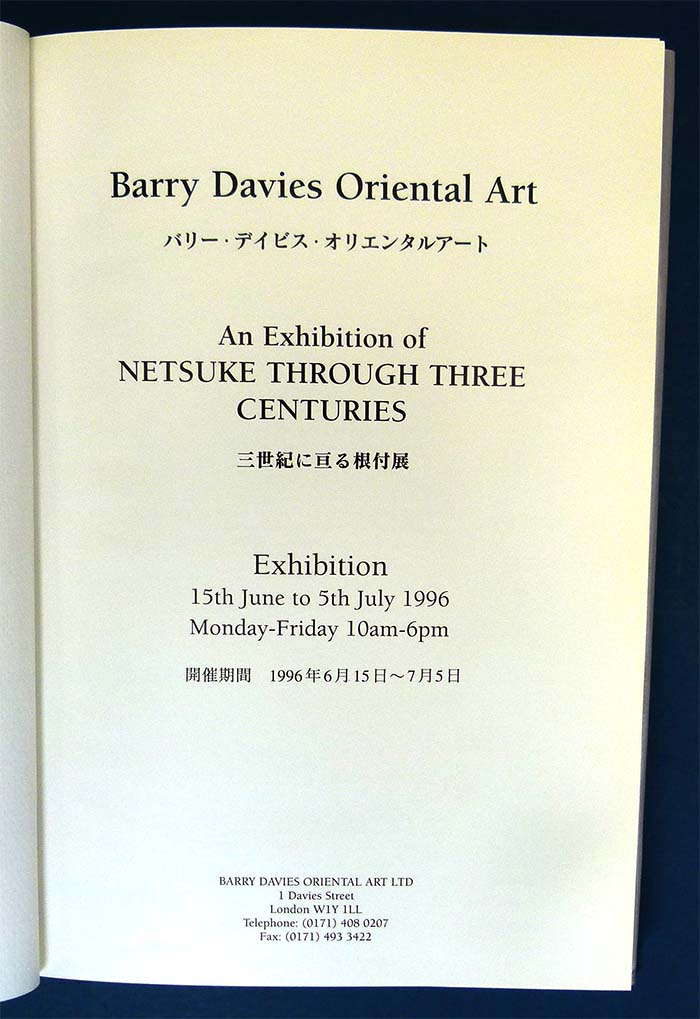 Barry Davies Oriental Art
バリー・デイビス・オリエンタルアート
An Exhibition of
NETSUKE THROUGH THREE
CENTURIES
三世紀に亘る根付展
Exhibition
15th June to 5th July 1996
Monday-Friday 10am-6pm
開催期間　1996年6月15日～7月5日
BARRY DAVIES ORIENTAL ART LTD
1 Davies Street
London W1Y 1LL
Telephone: (0171) 408 0207
Fax: (0171) 493 3422